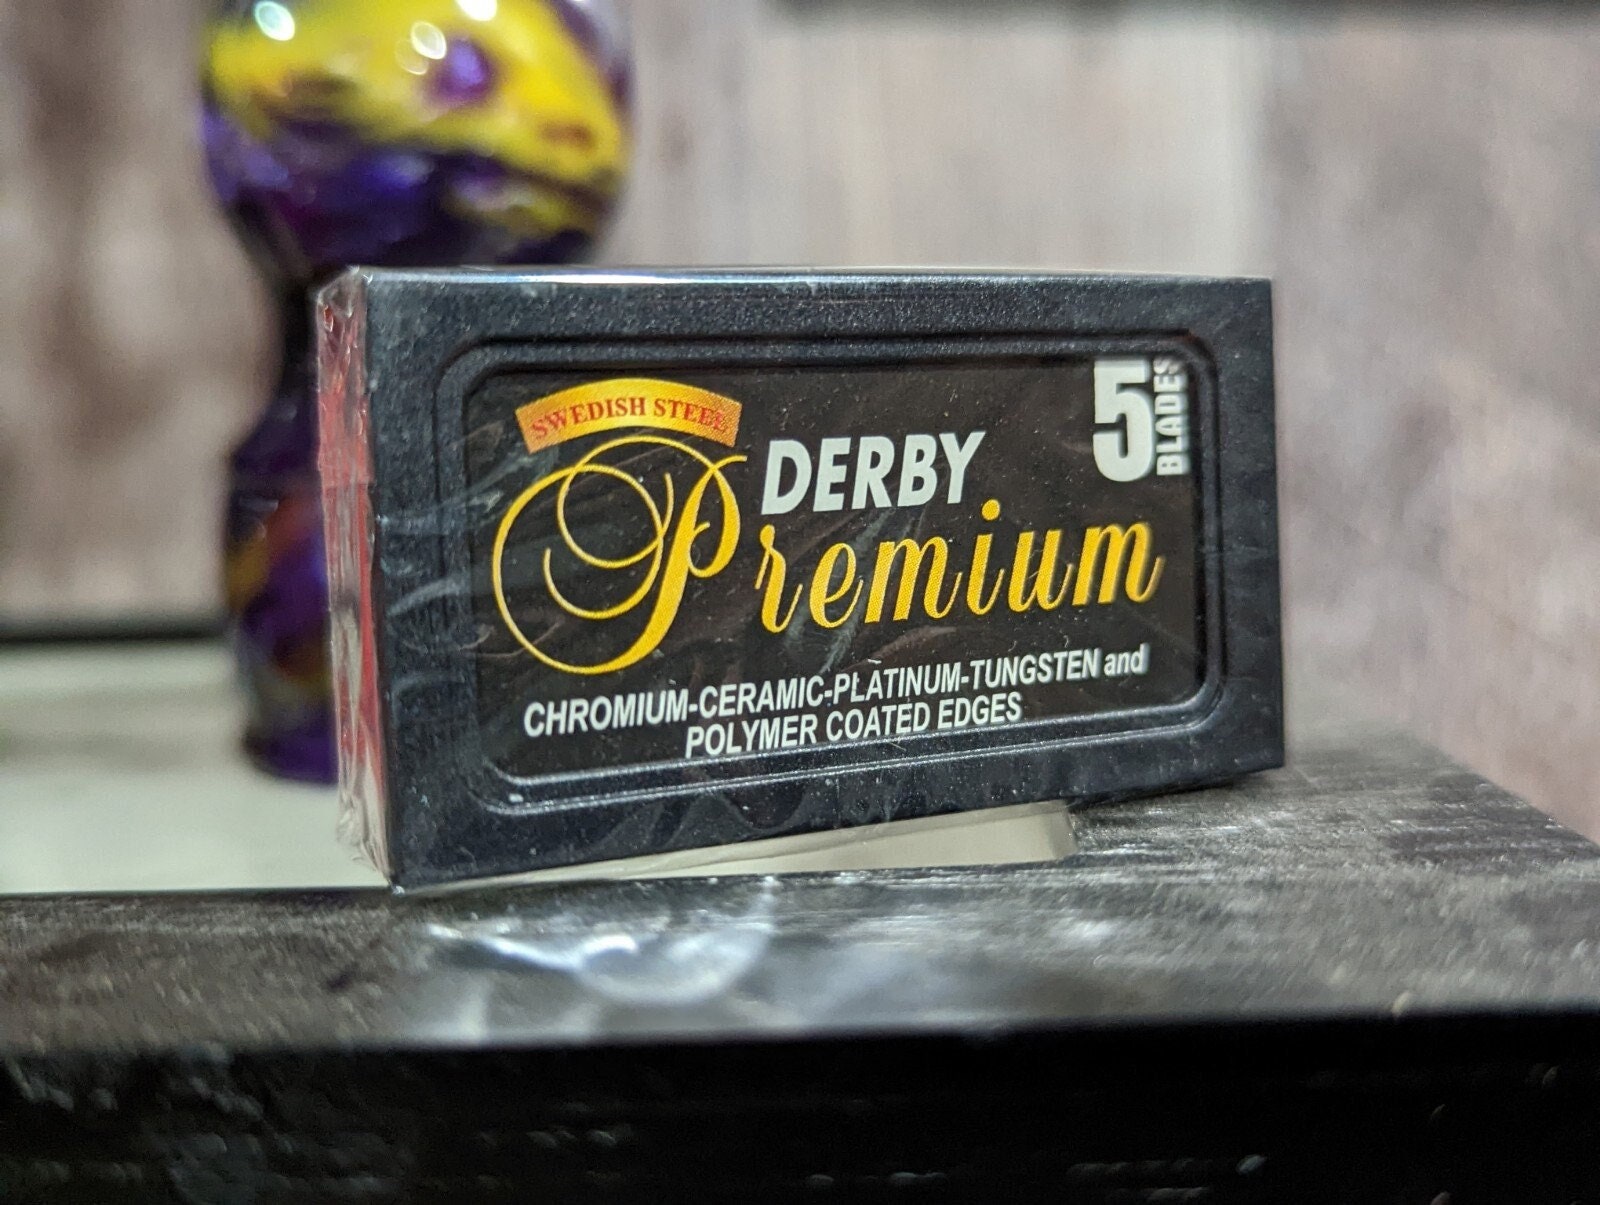 SWEDISH STEEL
DERBY
Premium
5
BLADES
CHROMIUM-CERAMIC-PLATINUM-TUNGSTEN and
POLYMER COATED EDGES